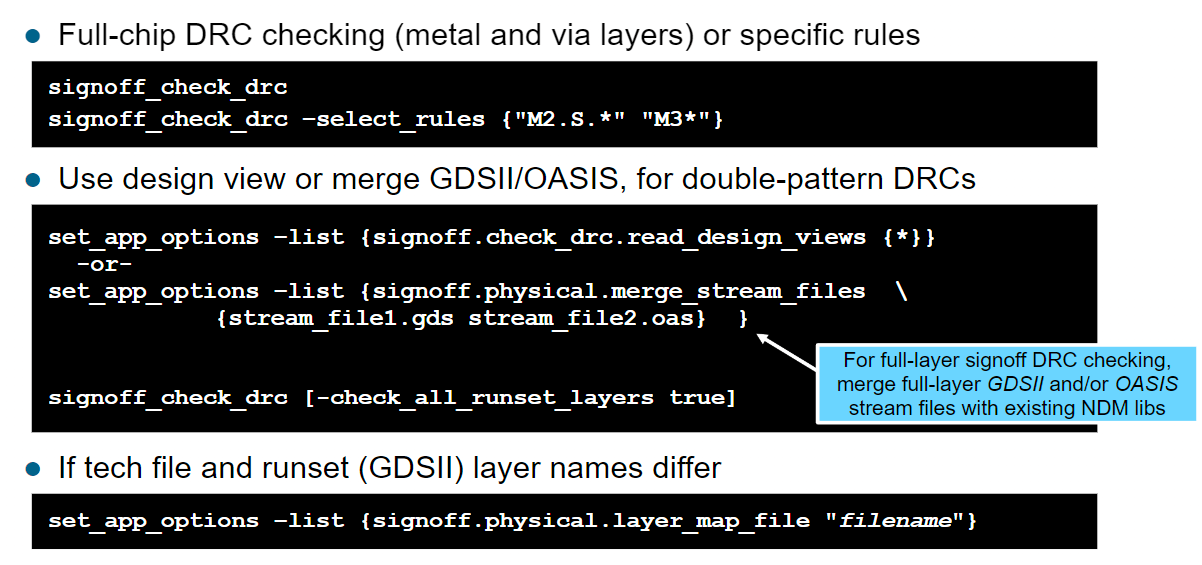 ● Full-chip DRC checking (metal and via layers) or specific rules
signoff_check_drc
signoff_check_drc –select_rules {"M2.S.*" "M3*"}
● Use design view or merge GDSII/OASIS, for double-pattern DRCs
set_app_options –list {signoff.check_drc.read_design_views {*}}
–or–
set_app_options –list {signoff.physical.merge_stream_files \
{stream_file1.gds stream_file2.oas} }
For full-layer signoff DRC checking,
merge full-layer GDSII and/or OASIS
stream files with existing NDM libs
signoff_check_drc [-check_all_runset_layers true]
● If tech file and runset (GDSII) layer names differ
set_app_options –list {signoff.physical.layer_map_file "filename"}